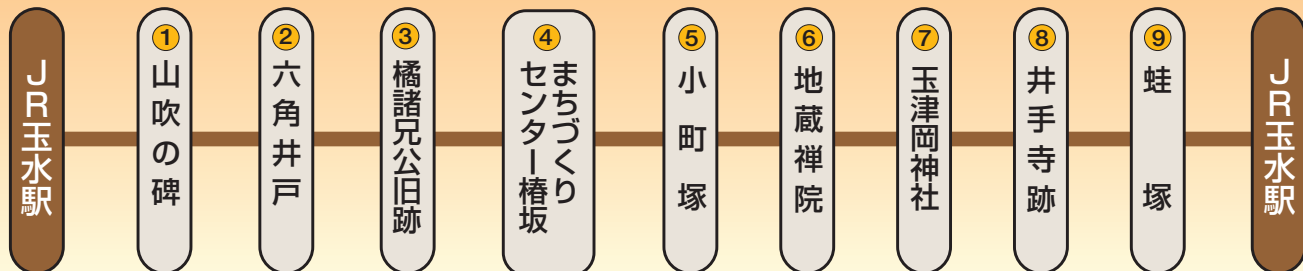 JR玉水駅
①
山吹の碑
②
六角井戸
③
橘諸兄公旧跡
④
まちづくり
センター椿坂
⑤
小町塚
⑥
地蔵禅院
⑦
玉津岡神社
⑧
井手寺跡
⑨
蛙塚
JR玉水駅